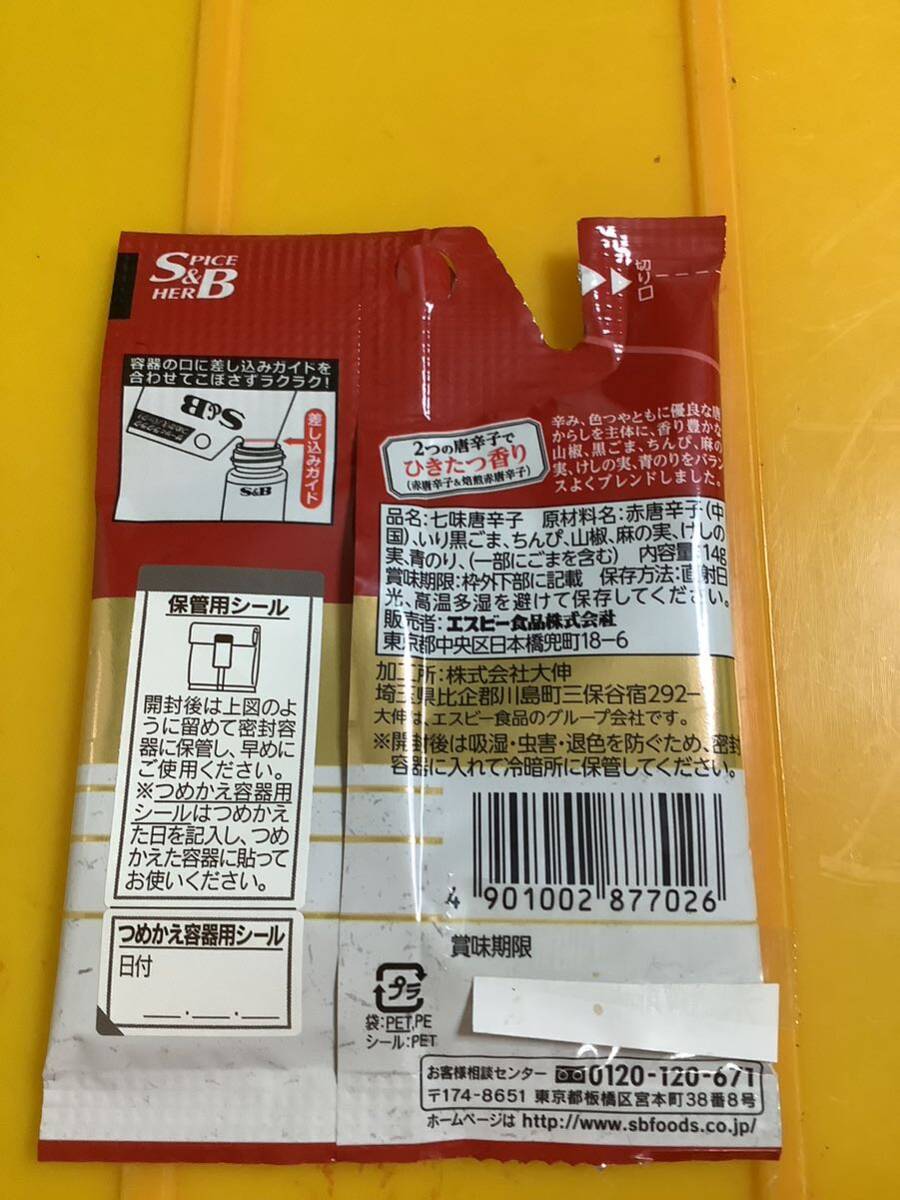 SPICE
&
HERB
切り口
容器の口に差し込みガイドを
合わせてこぼさずラクラク!
S&B
差し込みガイド
S&B
2つの唐辛子で
ひきたつ香り
(赤唐辛子&焙煎赤唐辛子)
辛み、色つやともに優良な唐
からしを主体に、香り豊かな
山椒、黒ごま、ちんぴ、麻の
実、けしの実、青のりをバラン
スよくブレンドしました。
品名:七味唐辛子 原材料名:赤唐辛子(中
国)、いり黒ごま、ちんぴ、山椒、麻の実、けしの
実、青のり、(一部にごまを含む) 内容量:14g
賞味期限:枠外下部に記載 保存方法:直射日
光、高温多湿を避けて保存してください。
販売者:エスビー食品株式会社
東京都中央区日本橋兜町18-6
加工所:株式会社大伸
埼玉県比企郡川島町三保谷宿292-
大伸は、エスビー食品のグループ会社です。
※開封後は吸湿・虫害・退色を防ぐため、密封
容器に入れて冷暗所に保管してください。
4 901002 877026
賞味期限
プラ
袋:PET,PE
シール:PET
お客様相談センター 0120-120-671
〒174-8651 東京都板橋区宮本町38番8号
ホームページは http://www.sbfoods.co.jp/
保管用シール
開封後は上図のよ
うに留めて密封容
器に保管し、早めに
ご使用ください。
※つめかえ容器用
シールはつめかえ
た日を記入し、つめ
かえた容器に貼って
お使いください。
つめかえ容器用シール
日付